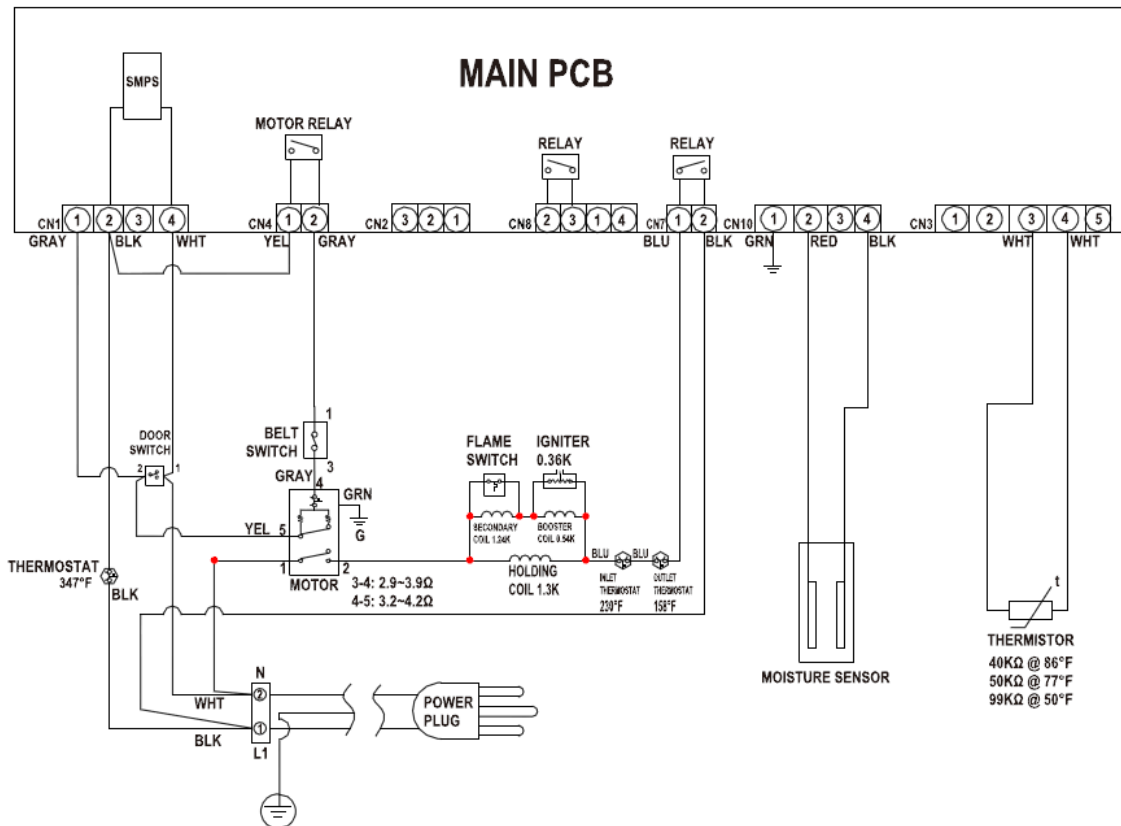 MAIN PCB
SMPS
MOTOR RELAY
RELAY
RELAY
CN1 1 2 3 4
CN4 1 2
CN2 3 2 1
CN8 2 3 1 4
CN7 1 2
CN10 1 2 3 4
CN3 1 2 3 4 5
GRAY BLK WHT
YEL GRAY
BLU BLK
GRN RED BLK
WHT WHT
DOOR
SWITCH
2 1
1
BELT
SWITCH
3
GRAY
4
GRN
G
YEL 5
1 2
MOTOR
3-4: 2.9~3.9Ω
4-5: 3.2~4.2Ω
FLAME
SWITCH
IGNITER
0.36K
BECONDARY
COIL 1.24K
BOOSTER
COIL 0.54K
HOLDING
COIL 1.3K
BLU BLU
INLET
THERMOSTAT
230°F
OUTLET
THERMOSTAT
158°F
THERMOSTAT
347°F
BLK
MOISTURE SENSOR
t
THERMISTOR
40KΩ @ 86°F
50KΩ @ 77°F
99KΩ @ 50°F
N
WHT 2
BLK 1
L1
POWER
PLUG